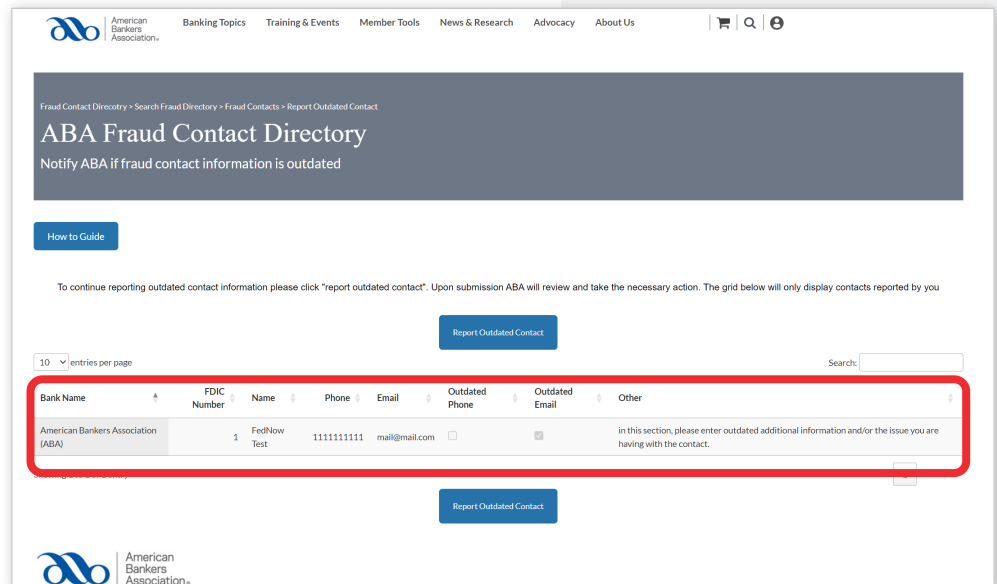 American
Bankers
Association®
Banking Topics Training & Events Member Tools News & Research Advocacy About Us
Fraud Contact Direcotry > Search Fraud Directory > Fraud Contacts > Report Outdated Contact
ABA Fraud Contact Directory
Notify ABA if fraud contact information is outdated
How to Guide
To continue reporting outdated contact information please click "report outdated contact". Upon submission ABA will review and take the necessary action. The grid below will only display contacts reported by you
Report Outdated Contact
10 entries per page Search:
Bank Name FDIC Number Name Phone Email Outdated Phone Outdated Email Other
American Bankers Association (ABA) 1 FedNow Test 1111111111 mail@mail.com in this section, please enter outdated additional information and/or the issue you are
having with the contact.
Report Outdated Contact
American
Bankers
Association®